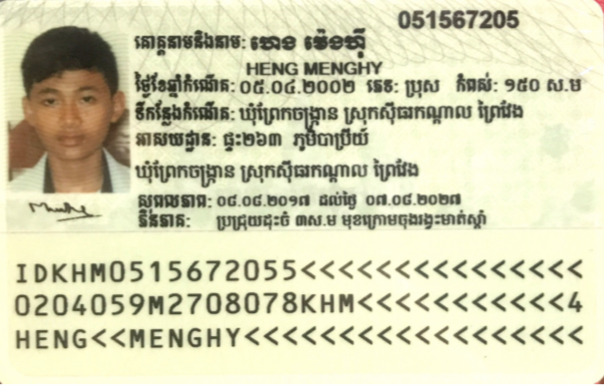 051567205
គោត្តនាមនិងនាម: ហេង ម៉េងហ៊ី
HENG MENGHY
ថ្ងៃខែឆ្នាំកំណើត: ០៥.០៤.២០០២ ភេទ: ប្រុស កំពស់: ១៥០ ស.ម
ទីកន្លែងកំណើត: ឃុំព្រែកចង្ក្រាន ស្រុកស៊ីធរកណ្តាល ព្រៃវែង
អាសយដ្ឋាន: ផ្ទះ២៦៣ ភូមិបាប្រីយ៍
ឃុំព្រែកចង្ក្រាន ស្រុកស៊ីធរកណ្តាល ព្រៃវែង
សុពលភាព: ០៨.០៨.២០១៧ ដល់ថ្ងៃ ០៧.០៨.២០២៧
ភិនភាគ: ប្រជ្រុយដុះចំ ៣ស.ម មុខក្រោមចុងរង្វះមាត់ស្តាំ
IDKHM0515672055<<<<<<<<<<<<<<<
0204059M2708078KHM<<<<<<<<<<<4
HENG<<MENGHY<<<<<<<<<<<<<<<<<<